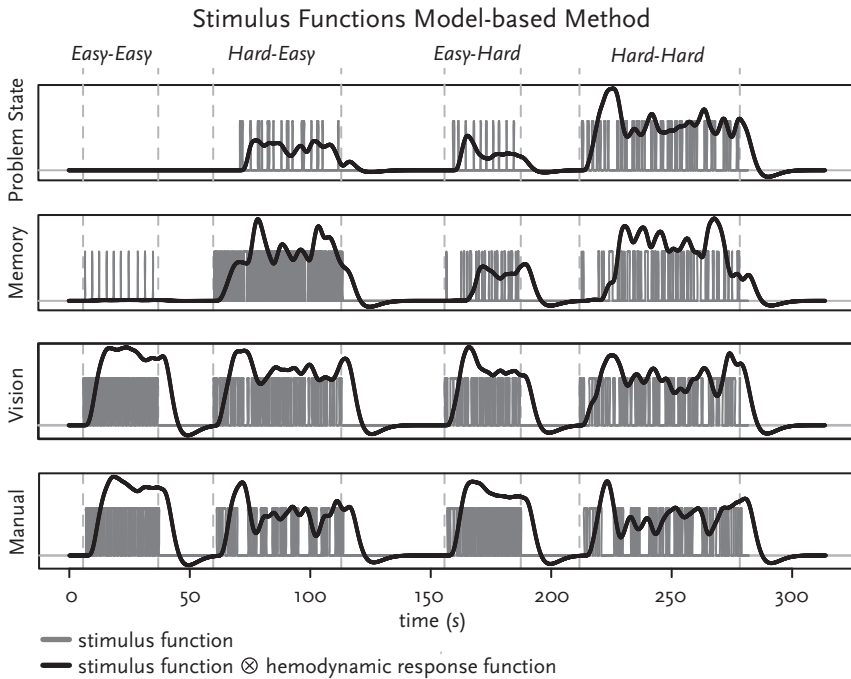 Stimulus Functions Model-based Method
Easy-Easy Hard-Easy Easy-Hard Hard-Hard
Problem State
Memory
Vision
Manual
0 50 100 150 200 250 300
time (s)
stimulus function
stimulus function ⊗ hemodynamic response function